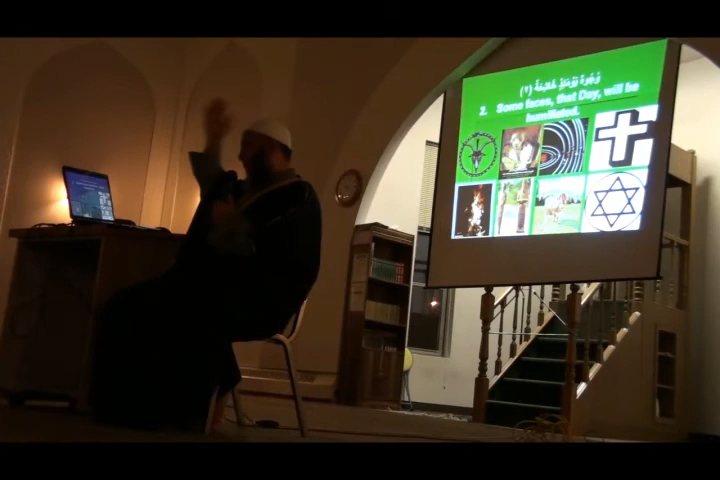 وُجُوهٌ يَوْمَئِذٍ خَاشِعَةٌ (٢)
2. Some faces, that Day, will be
humiliated.